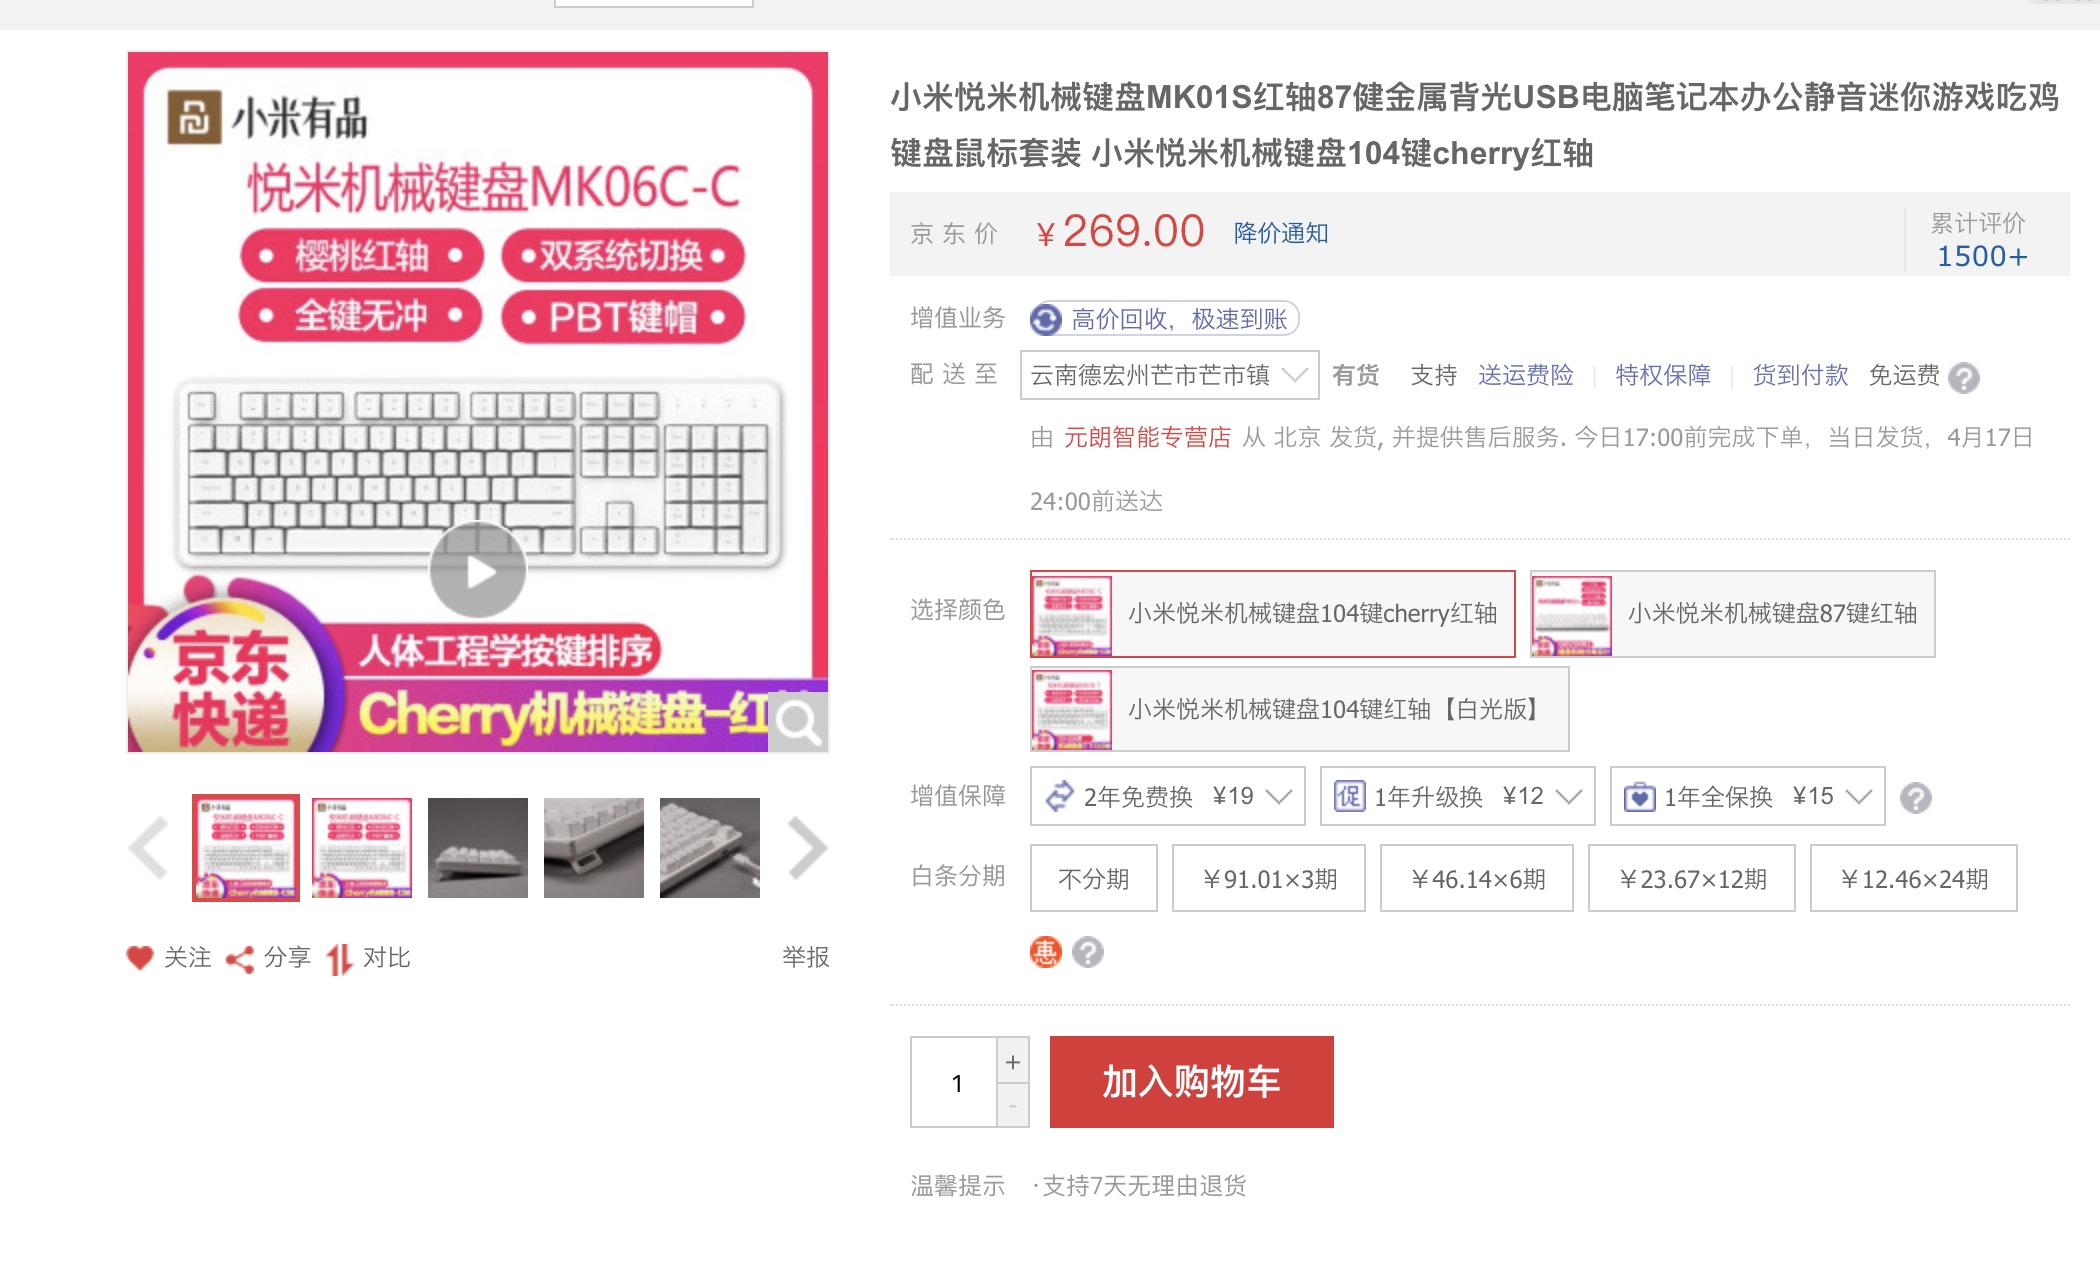 小米有品
悦米机械键盘MK06C-C
• 樱桃红轴 •
•双系统切换•
• 全键无冲 •
• PBT键帽 •
京东
快递
人体工程学按键排序
Cherry机械键盘-红
关注
分享
对比
举报
小米悦米机械键盘MK01S红轴87健金属背光USB电脑笔记本办公静音迷你游戏吃鸡
键盘鼠标套装 小米悦米机械键盘104键cherry红轴
京 东 价 ￥269.00 降价通知
累计评价
1500+
增值业务 高价回收，极速到账
配 送 至 云南德宏州芒市芒市镇 有货 支持 送运费险 特权保障 货到付款 免运费 ?
由 元朗智能专营店 从 北京 发货, 并提供售后服务. 今日17:00前完成下单，当日发货，4月17日
24:00前送达
选择颜色 小米悦米机械键盘104键cherry红轴 小米悦米机械键盘87键红轴
小米悦米机械键盘104键红轴【白光版】
增值保障 2年免费换 ¥19 促 1年升级换 ¥12 1年全保换 ¥15 ?
白条分期 不分期 ￥91.01×3期 ￥46.14×6期 ￥23.67×12期 ￥12.46×24期
惠 ?
1 + -
加入购物车
温馨提示 ·支持7天无理由退货